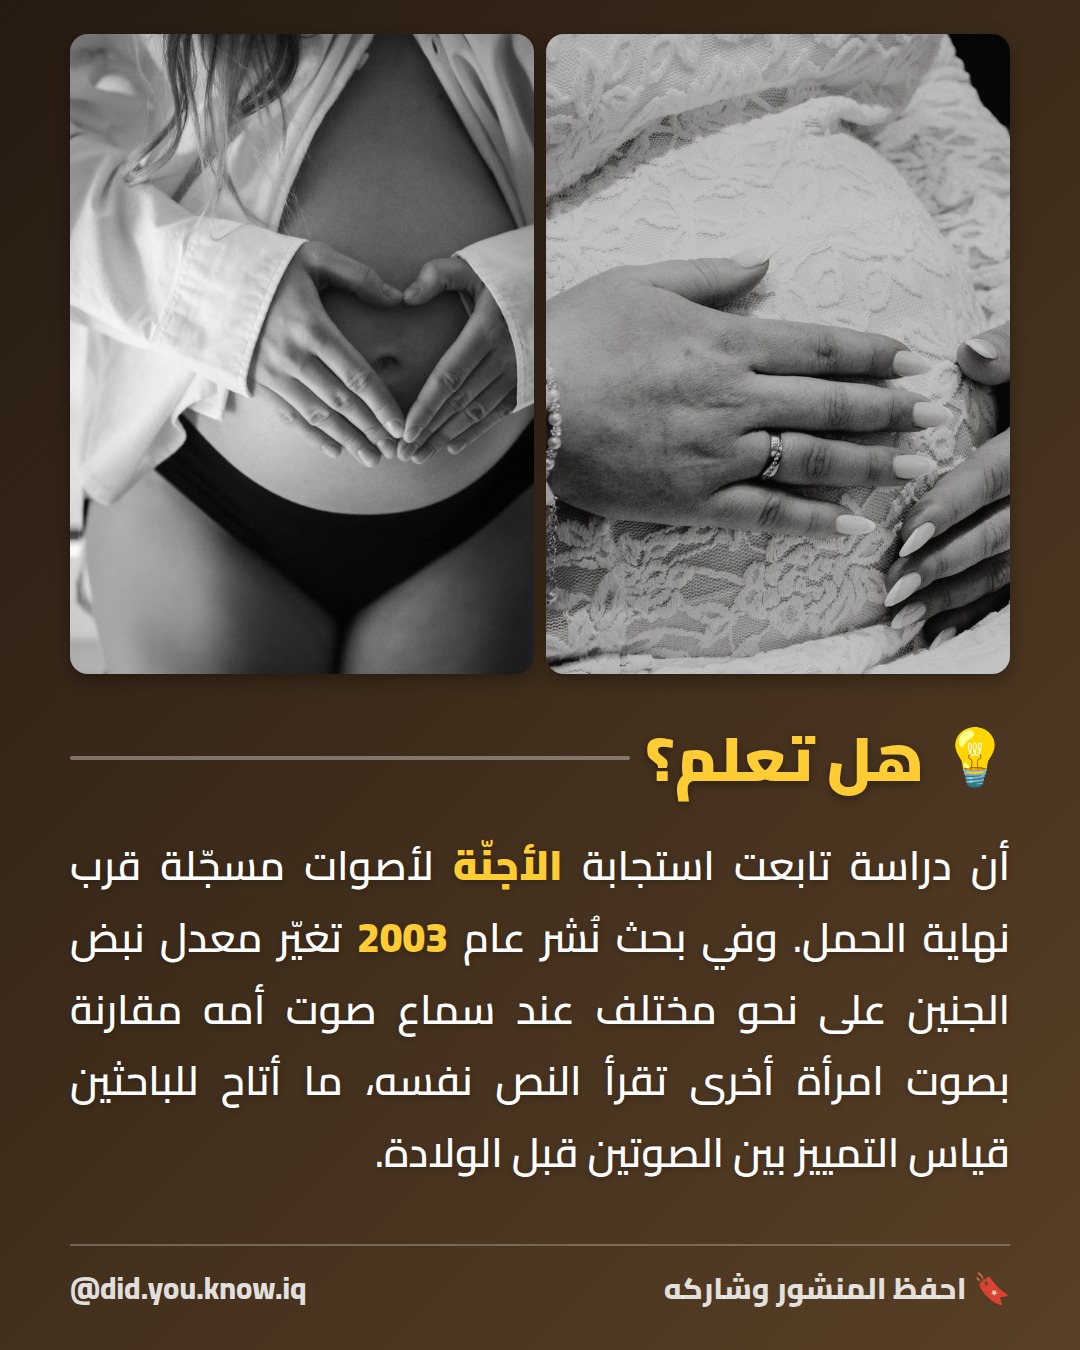 هل تعلم؟
أن دراسة تابعت استجابة الأجنّة لأصوات مسجّلة قرب
نهاية الحمل. وفي بحث نُشر عام 2003 تغيّر معدل نبض
الجنين على نحو مختلف عند سماع صوت أمه مقارنة
بصوت امرأة أخرى تقرأ النص نفسه، ما أتاح للباحثين
قياس التمييز بين الصوتين قبل الولادة.
احفظ المنشور وشاركه
@did.you.know.iq